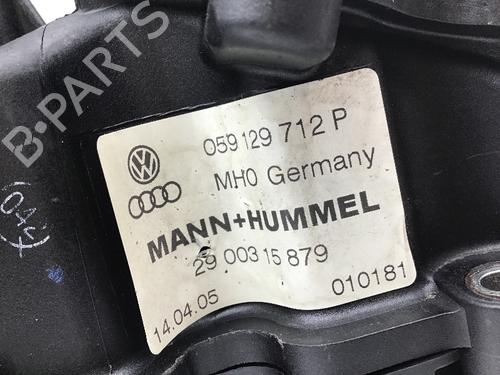 B-PARTS
059 129 712 P
MH0 Germany
MANN+HUMMEL
29 003 15 879
14.04.05
010181